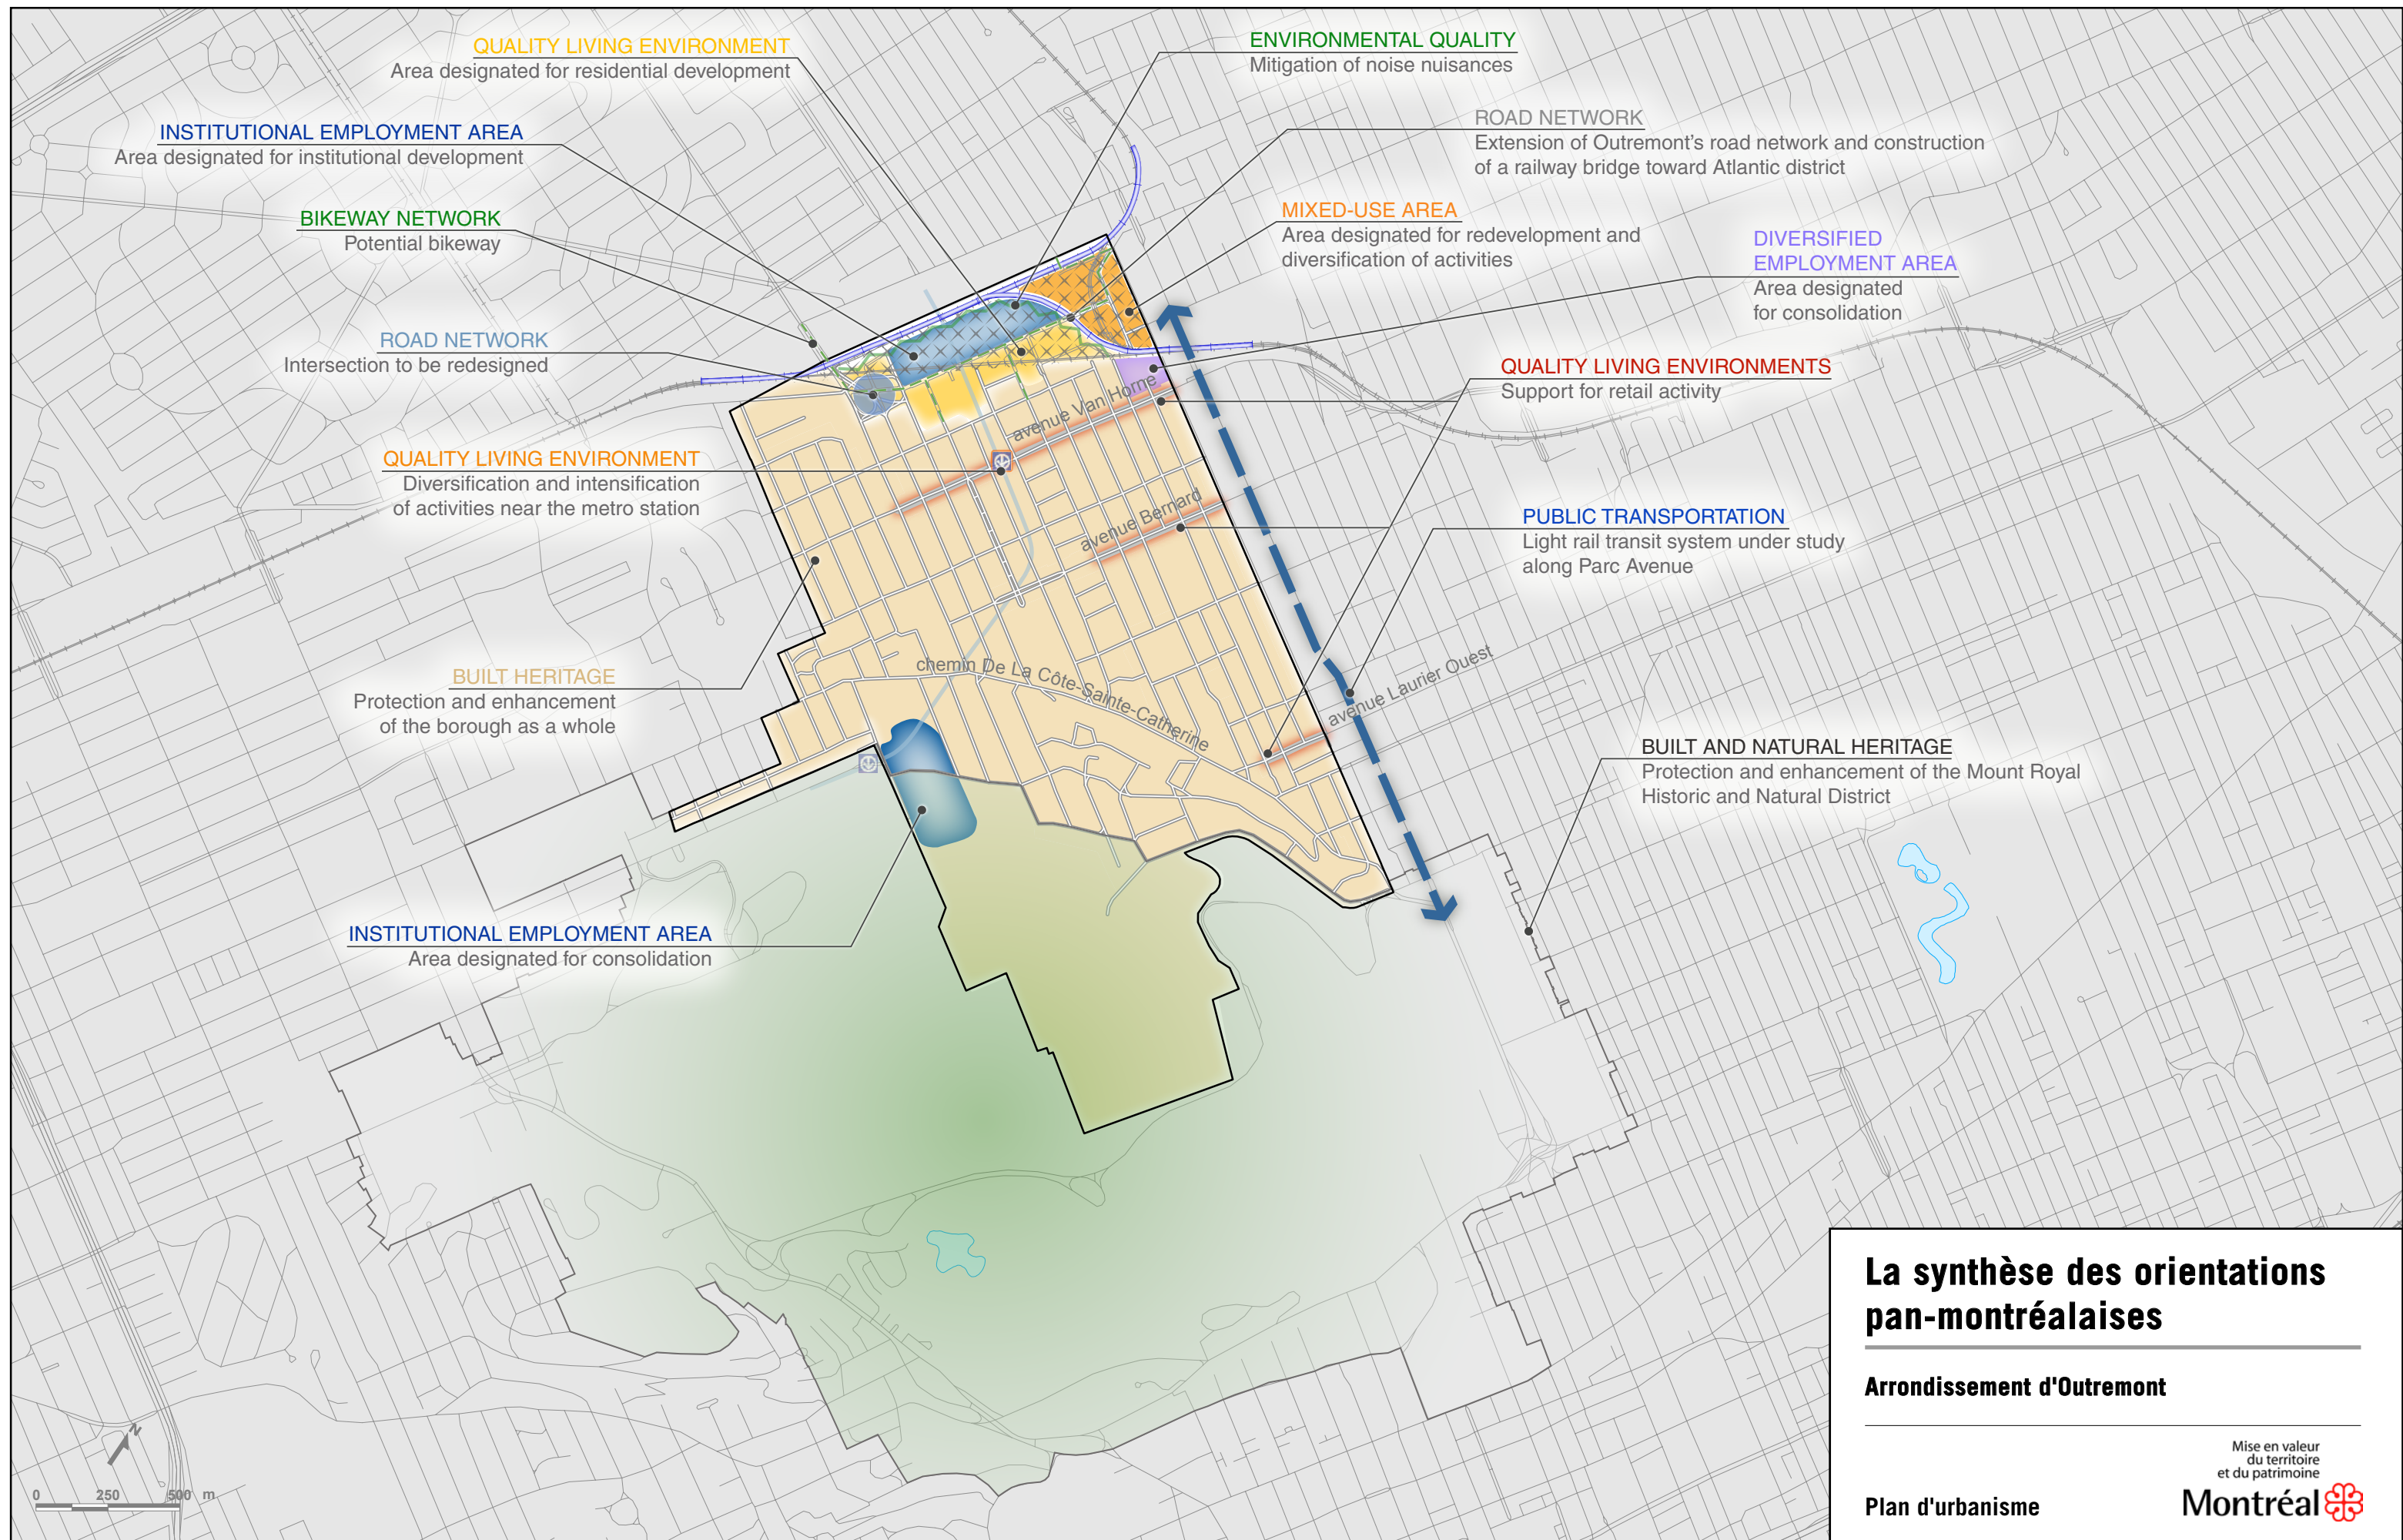 QUALITY LIVING ENVIRONMENT
Area designated for residential development
ENVIRONMENTAL QUALITY
Mitigation of noise nuisances
INSTITUTIONAL EMPLOYMENT AREA
Area designated for institutional development
ROAD NETWORK
Extension of Outremont's road network and construction
of a railway bridge toward Atlantic district
BIKEWAY NETWORK
Potential bikeway
MIXED-USE AREA
Area designated for redevelopment and
diversification of activities
DIVERSIFIED
EMPLOYMENT AREA
Area designated
for consolidation
ROAD NETWORK
Intersection to be redesigned
QUALITY LIVING ENVIRONMENTS
Support for retail activity
avenue Van Horne
QUALITY LIVING ENVIRONMENT
Diversification and intensification
of activities near the metro station
avenue Bernard
PUBLIC TRANSPORTATION
Light rail transit system under study
along Parc Avenue
BUILT HERITAGE
Protection and enhancement
of the borough as a whole
chemin De La Côte-Sainte-Catherine
avenue Laurier Ouest
BUILT AND NATURAL HERITAGE
Protection and enhancement of the Mount Royal
Historic and Natural District
INSTITUTIONAL EMPLOYMENT AREA
Area designated for consolidation
N
0 250 500 m
La synthèse des orientations
pan-montréalaises
Arrondissement d'Outremont
Mise en valeur
du territoire
et du patrimoine
Plan d'urbanisme
Montréal